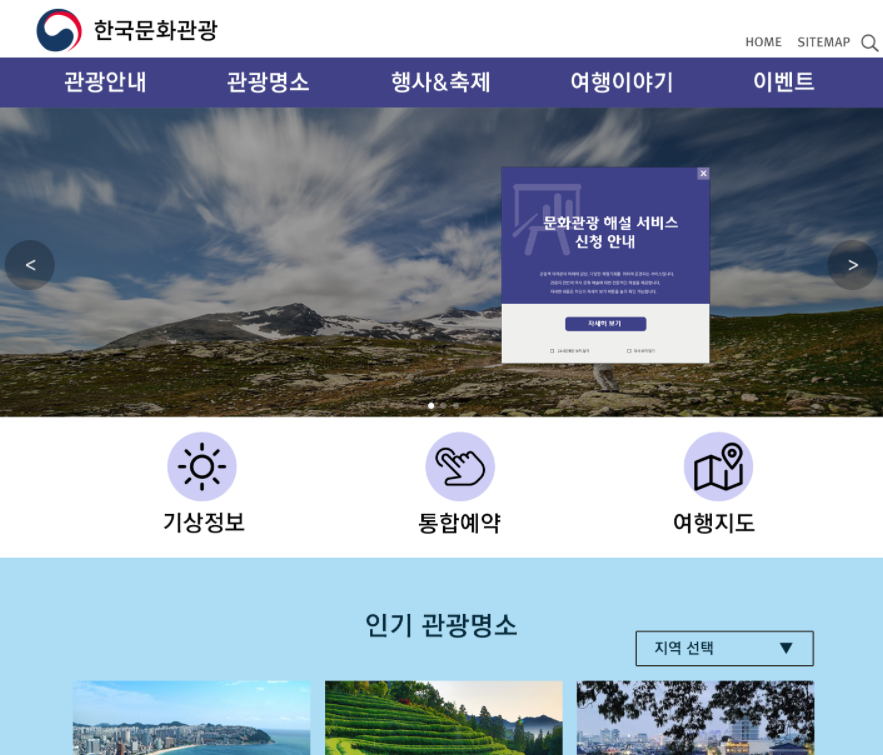 한국문화관광
HOME SITEMAP
관광안내 관광명소 행사&축제 여행이야기 이벤트
문화관광 해설 서비스
신청 안내
자세히 보기
<
>
기상정보 통합예약 여행지도
인기 관광명소
지역 선택 ▼